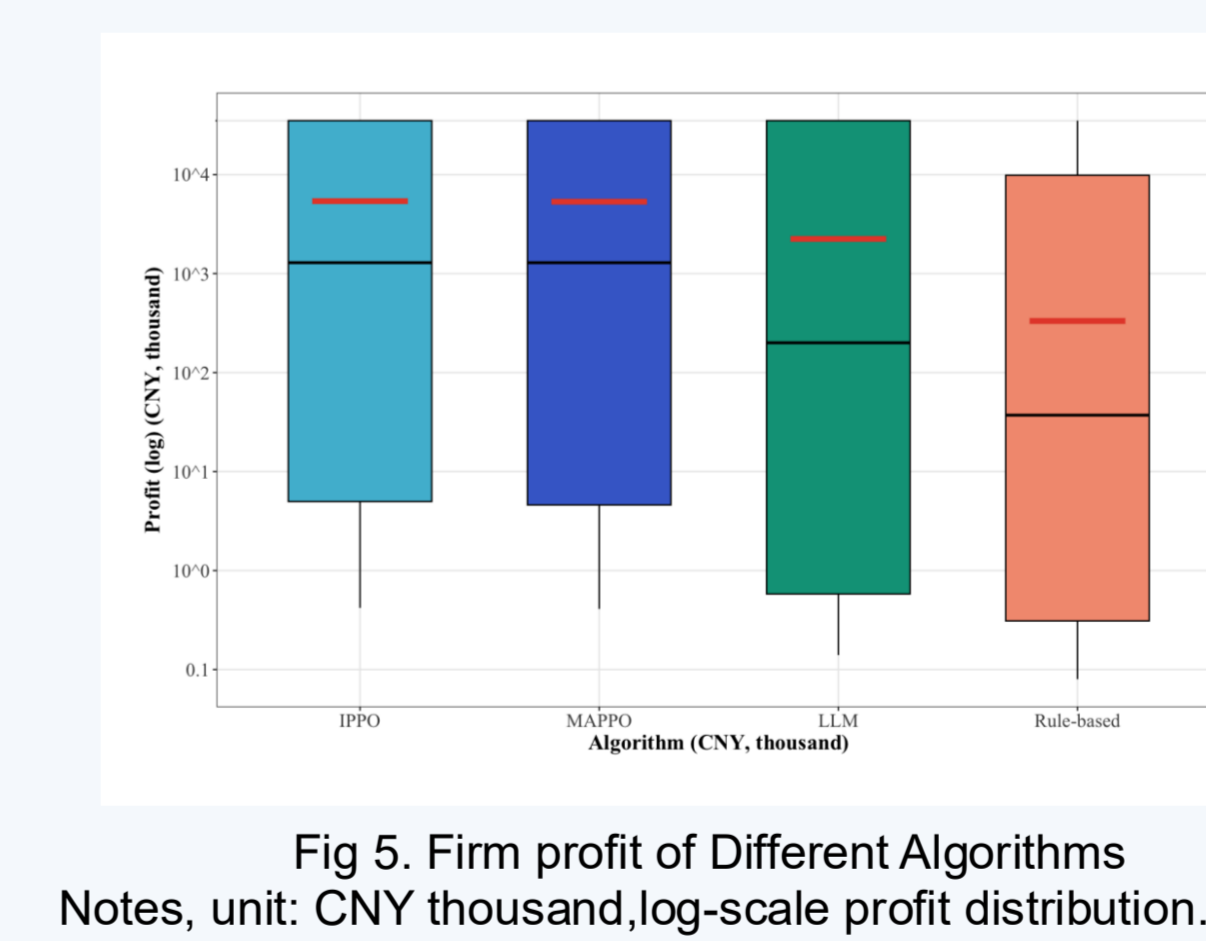 10^4
10^3
10^2
10^1
10^0
0.1
Profit (log) (CNY, thousand)
IPPO MAPPO LLM Rule-based
Algorithm (CNY, thousand)
Fig 5. Firm profit of Different Algorithms
Notes, unit: CNY thousand,log-scale profit distribution.